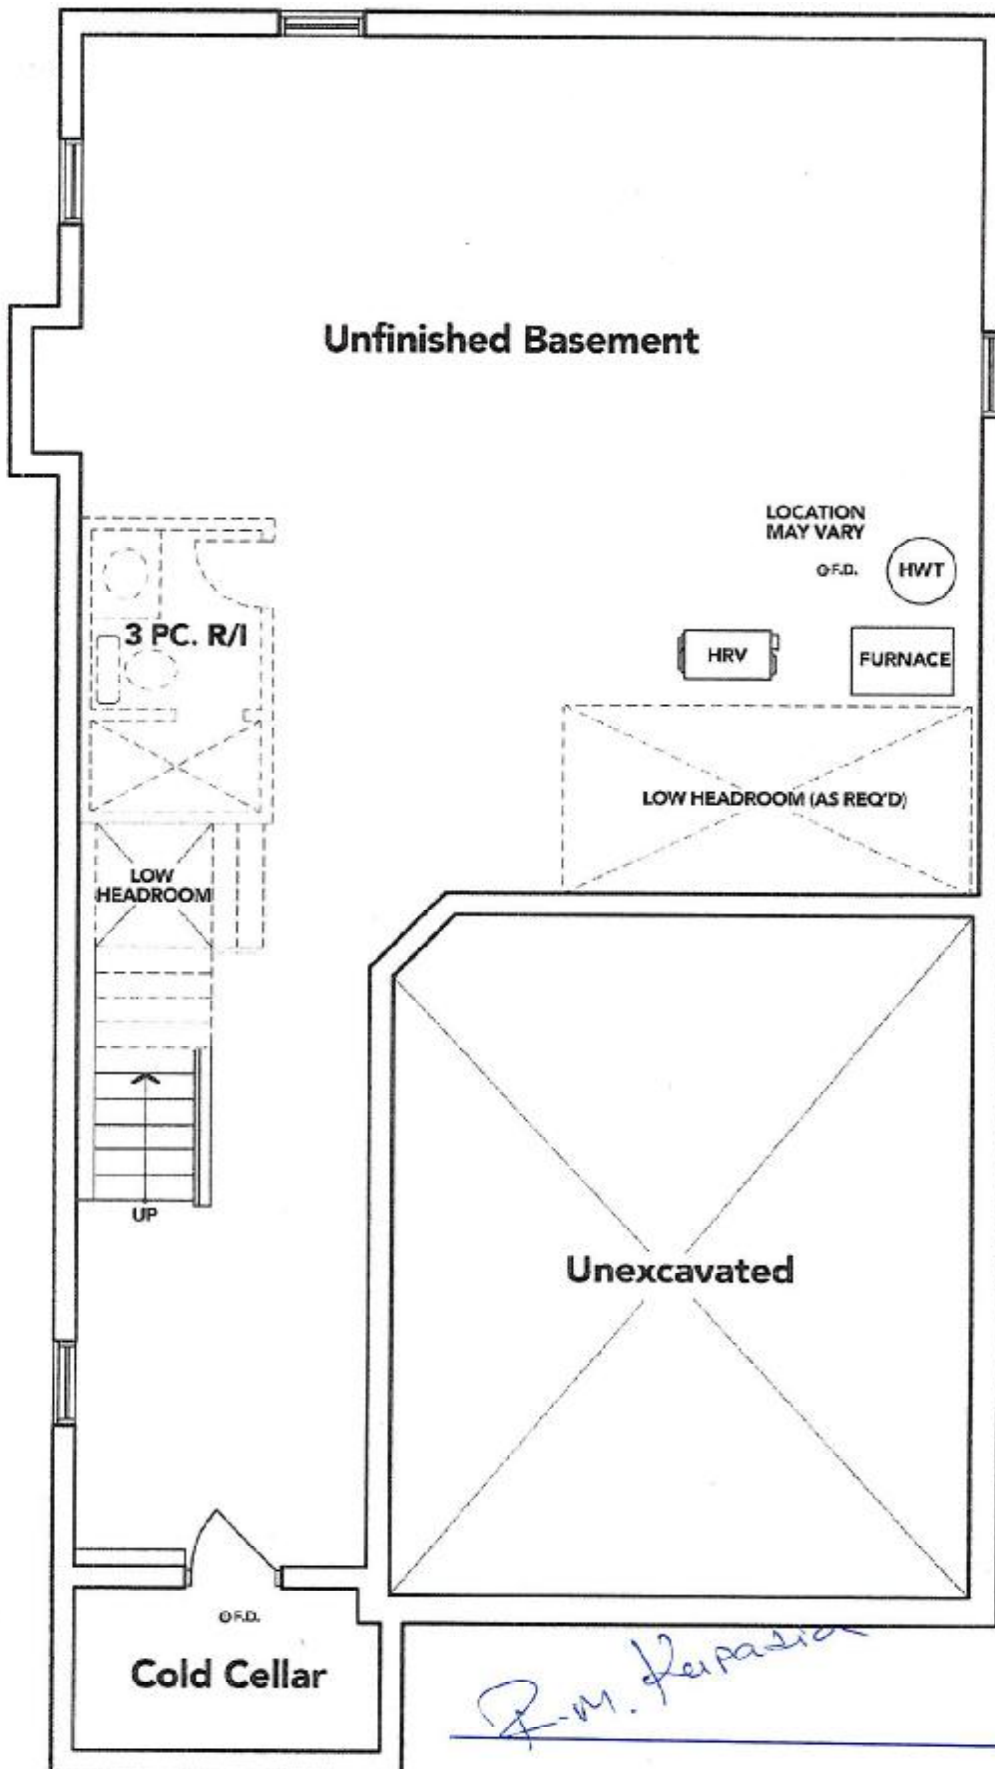 Unfinished Basement
LOCATION
MAY VARY
F.D.
HWT
3 PC. R/I
HRV
FURNACE
LOW HEADROOM (AS REQ'D)
LOW
HEADROOM
UP
Unexcavated
F.D.
Cold Cellar
R.M.